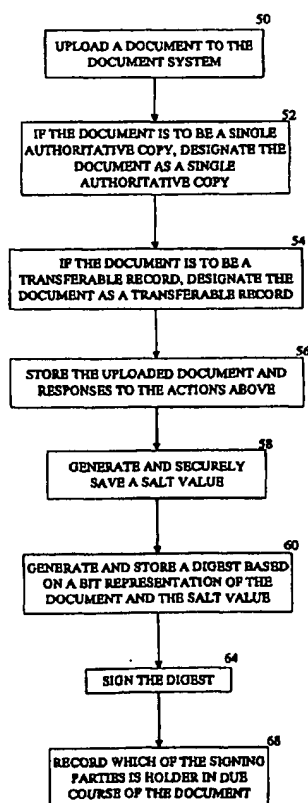 50
UPLOAD A DOCUMENT TO THE
DOCUMENT SYSTEM
52
IF THE DOCUMENT IS TO BE A SINGLE
AUTHORITATIVE COPY, DESIGNATE THE
DOCUMENT AS A SINGLE
AUTHORITATIVE COPY
54
IF THE DOCUMENT IS TO BE A
TRANSFERABLE RECORD, DESIGNATE THE
DOCUMENT AS A TRANSFERABLE RECORD
56
STORE THE UPLOADED DOCUMENT AND
RESPONSES TO THE ACTIONS ABOVE
58
GENERATE AND SECURELY
SAVE A SALT VALUE
60
GENERATE AND STORE A DIGEST BASED
ON A BIT REPRESENTATION OF THE
DOCUMENT AND THE SALT VALUE
64
SIGN THE DIGEST
68
RECORD WHICH OF THE SIGNING
PARTIES IS HOLDER IN DUE
COURSE OF THE DOCUMENT